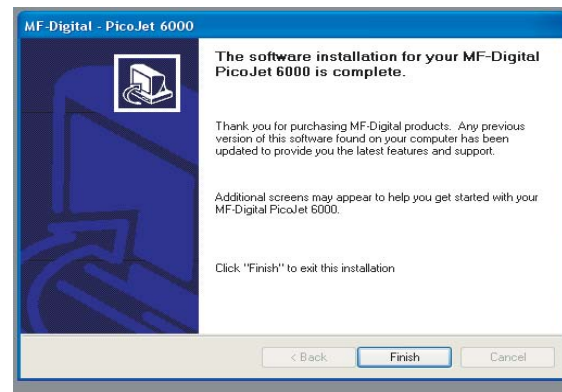 MF-Digital - PicoJet 6000
The software installation for your MF-Digital
PicoJet 6000 is complete.
Thank you for purchasing MF-Digital products. Any previous
version of this software found on your computer has been
updated to provide you the latest features and support.
Additional screens may appear to help you get started with your
MF-Digital PicoJet 6000.
Click "Finish" to exit this installation
< Back
Finish
Cancel